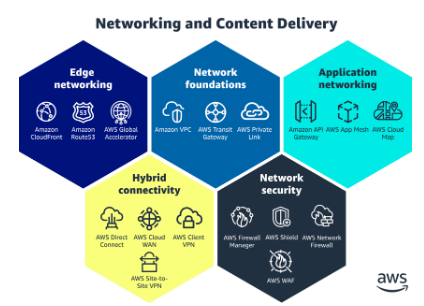 Networking and Content Delivery
Edge
networking
Amazon
CloudFront
Amazon
Route53
AWS Global
Accelerator
Network
foundations
Amazon VPC
AWS Transit
Gateway
AWS Private
Link
Application
networking
Amazon API
Gateway
AWS App Mesh
AWS Cloud
Map
Hybrid
connectivity
AWS Direct
Connect
AWS Cloud
WAN
AWS Client
VPN
AWS Site-to-
Site VPN
Network
security
AWS Firewall
Manager
AWS Shield
AWS Network
Firewall
AWS WAF
aws